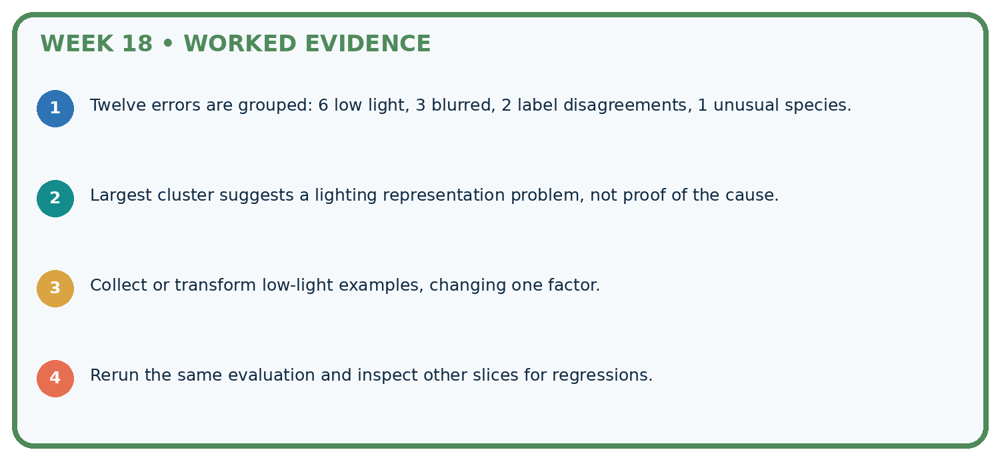 WEEK 18 • WORKED EVIDENCE
1 Twelve errors are grouped: 6 low light, 3 blurred, 2 label disagreements, 1 unusual species.
2 Largest cluster suggests a lighting representation problem, not proof of the cause.
3 Collect or transform low-light examples, changing one factor.
4 Rerun the same evaluation and inspect other slices for regressions.